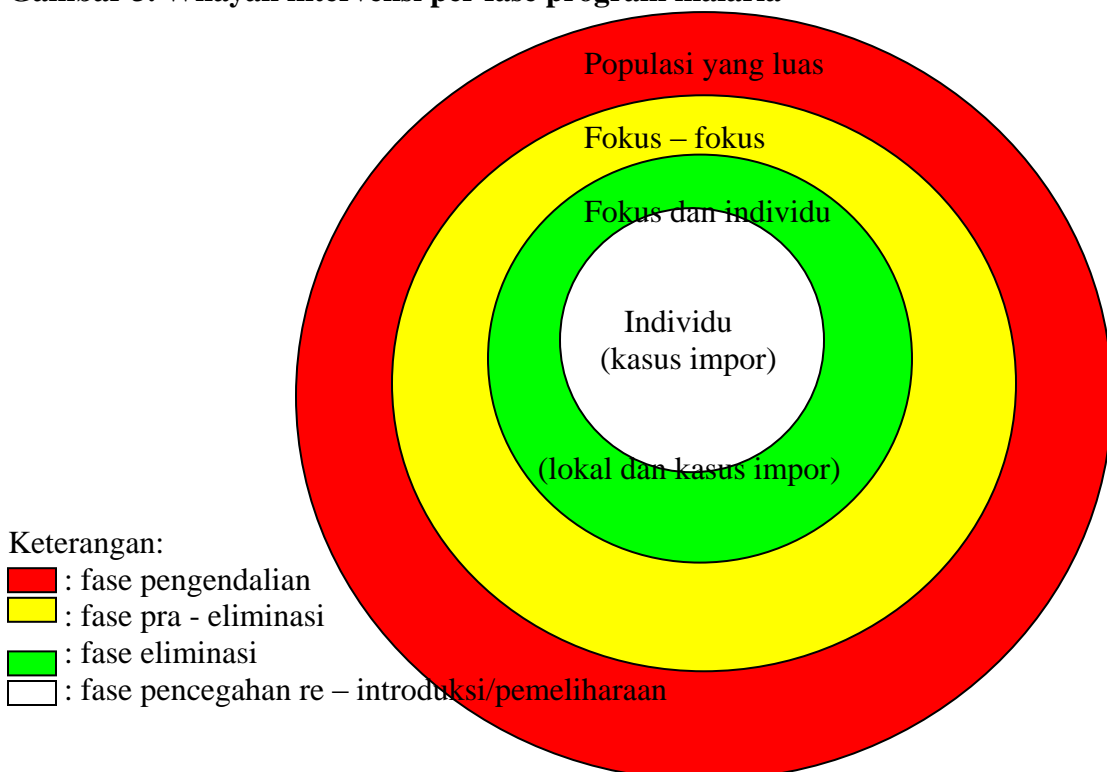 Populasi yang luas
Fokus – fokus
Fokus dan individu
Individu
(kasus impor)
(lokal dan kasus impor)
Keterangan:
: fase pengendalian
: fase pra - eliminasi
: fase eliminasi
: fase pencegahan re – introduksi/pemeliharaan